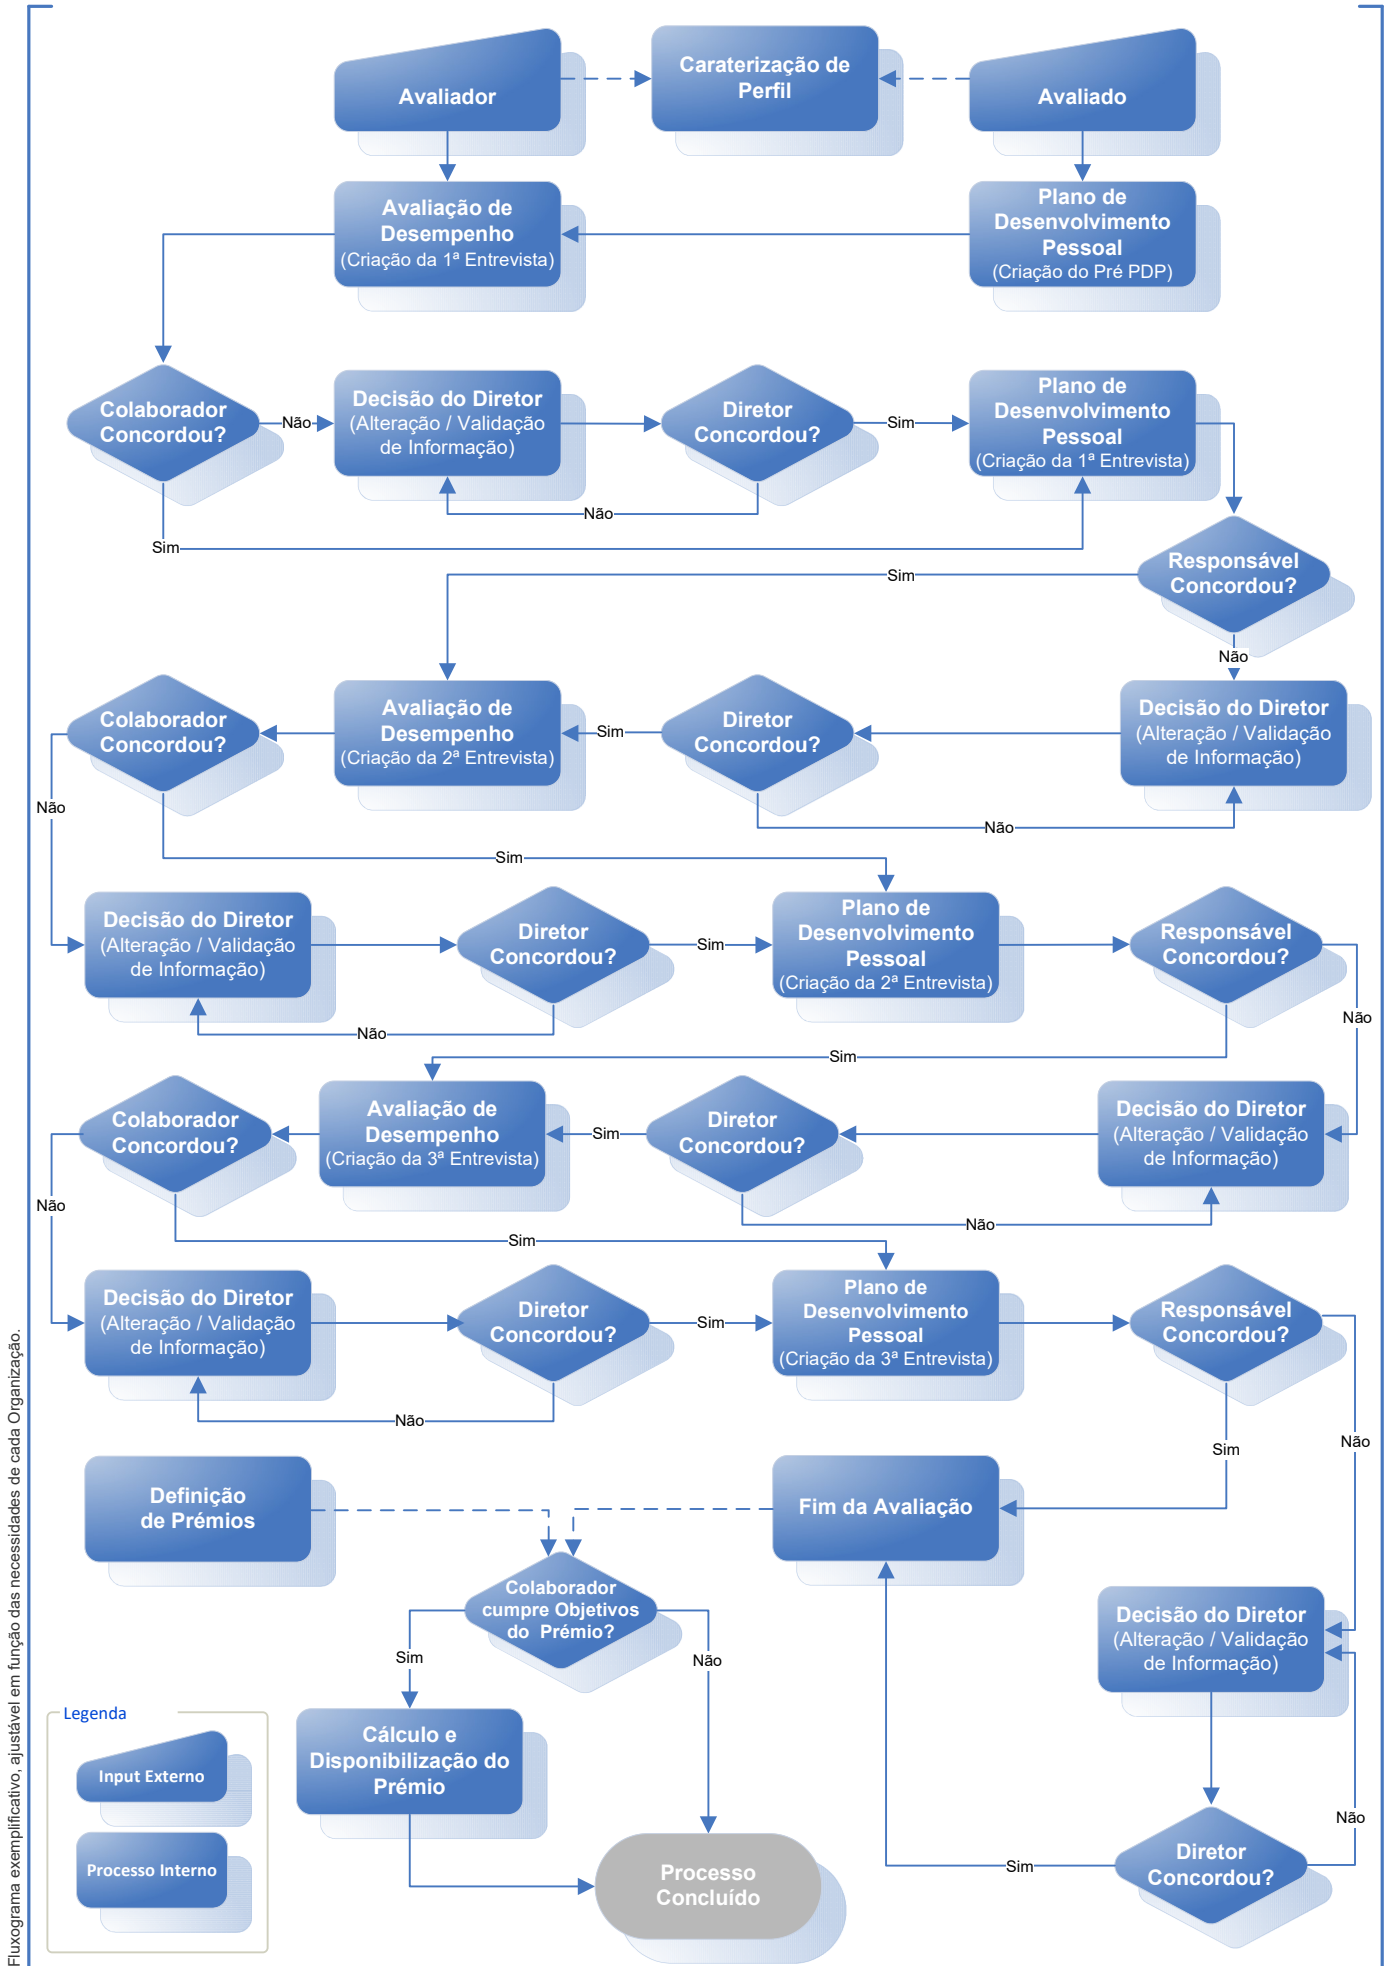 Avaliador
Caraterização de
Perfil
Avaliado
Avaliação de
Desempenho
(Criação da 1ª Entrevista)
Plano de
Desenvolvimento
Pessoal
(Criação do Pré PDP)
Colaborador
Concordou?
Não
Decisão do Diretor
(Alteração / Validação
de Informação)
Diretor
Concordou?
Sim
Plano de
Desenvolvimento
Pessoal
(Criação da 1ª Entrevista)
Não
Sim
Responsável
Concordou?
Sim
Não
Colaborador
Concordou?
Avaliação de
Desempenho
(Criação da 2ª Entrevista)
Sim
Diretor
Concordou?
Decisão do Diretor
(Alteração / Validação
de Informação)
Não
Não
Sim
Decisão do Diretor
(Alteração / Validação
de Informação)
Diretor
Concordou?
Sim
Plano de
Desenvolvimento
Pessoal
(Criação da 2ª Entrevista)
Responsável
Concordou?
Não
Não
Sim
Colaborador
Concordou?
Avaliação de
Desempenho
(Criação da 3ª Entrevista)
Sim
Diretor
Concordou?
Decisão do Diretor
(Alteração / Validação
de Informação)
Não
Não
Sim
Decisão do Diretor
(Alteração / Validação
de Informação)
Diretor
Concordou?
Sim
Plano de
Desenvolvimento
Pessoal
(Criação da 3ª Entrevista)
Responsável
Concordou?
Não
Sim
Não
Definição
de Prémios
Fim da Avaliação
Colaborador
cumpre Objetivos
do Prémio?
Sim
Não
Decisão do Diretor
(Alteração / Validação
de Informação)
Cálculo e
Disponibilização do
Prémio
Não
Diretor
Concordou?
Sim
Processo
Concluído
Legenda
Input Externo
Processo Interno
Fluxograma exemplificativo, ajustável em função das necessidades de cada Organização.